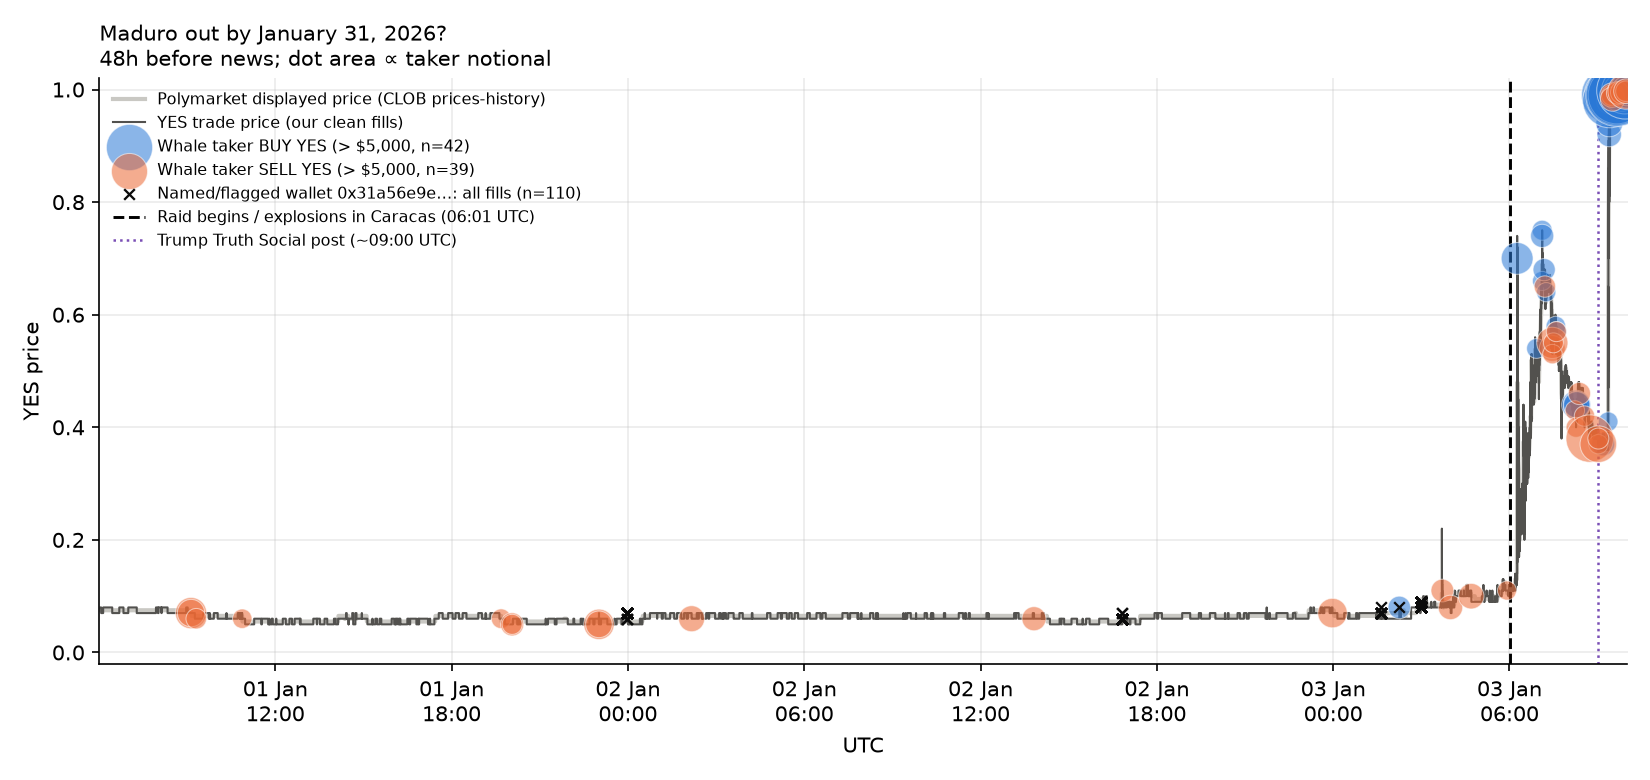 Maduro out by January 31, 2026?
48h before news; dot area ∝ taker notional
Polymarket displayed price (CLOB prices-history)
YES trade price (our clean fills)
Whale taker BUY YES (> $5,000, n=42)
Whale taker SELL YES (> $5,000, n=39)
Named/flagged wallet 0x31a56e9e...: all fills (n=110)
Raid begins / explosions in Caracas (06:01 UTC)
Trump Truth Social post (~09:00 UTC)
YES price
1.0
0.8
0.6
0.4
0.2
0.0
01 Jan 01 Jan 02 Jan 02 Jan 02 Jan 02 Jan 03 Jan 03 Jan
12:00 18:00 00:00 06:00 12:00 18:00 00:00 06:00
UTC